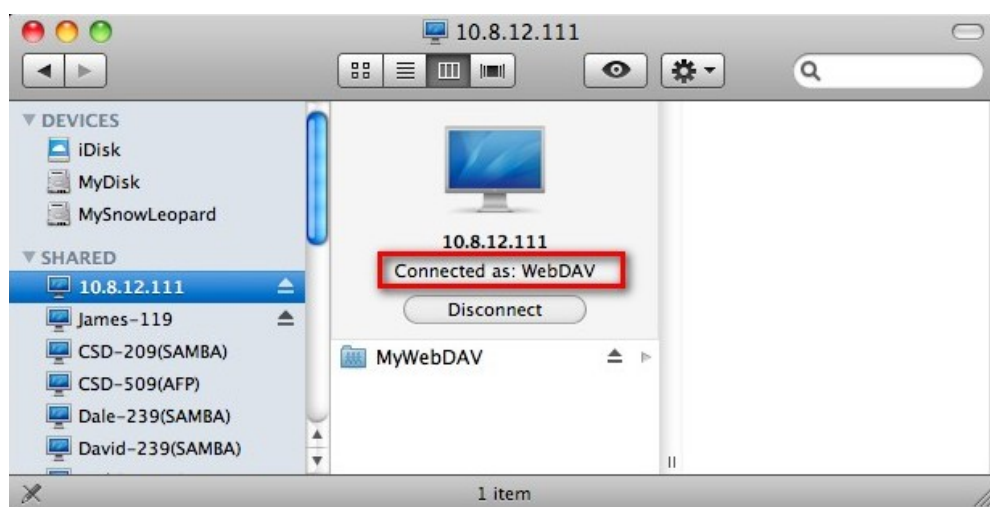 10.8.12.111
DEVICES
iDisk
MyDisk
MySnowLeopard
SHARED
10.8.12.111
James-119
CSD-209(SAMBA)
CSD-509(AFP)
Dale-239(SAMBA)
David-239(SAMBA)
10.8.12.111
Connected as: WebDAV
Disconnect
MyWebDAV
1 item